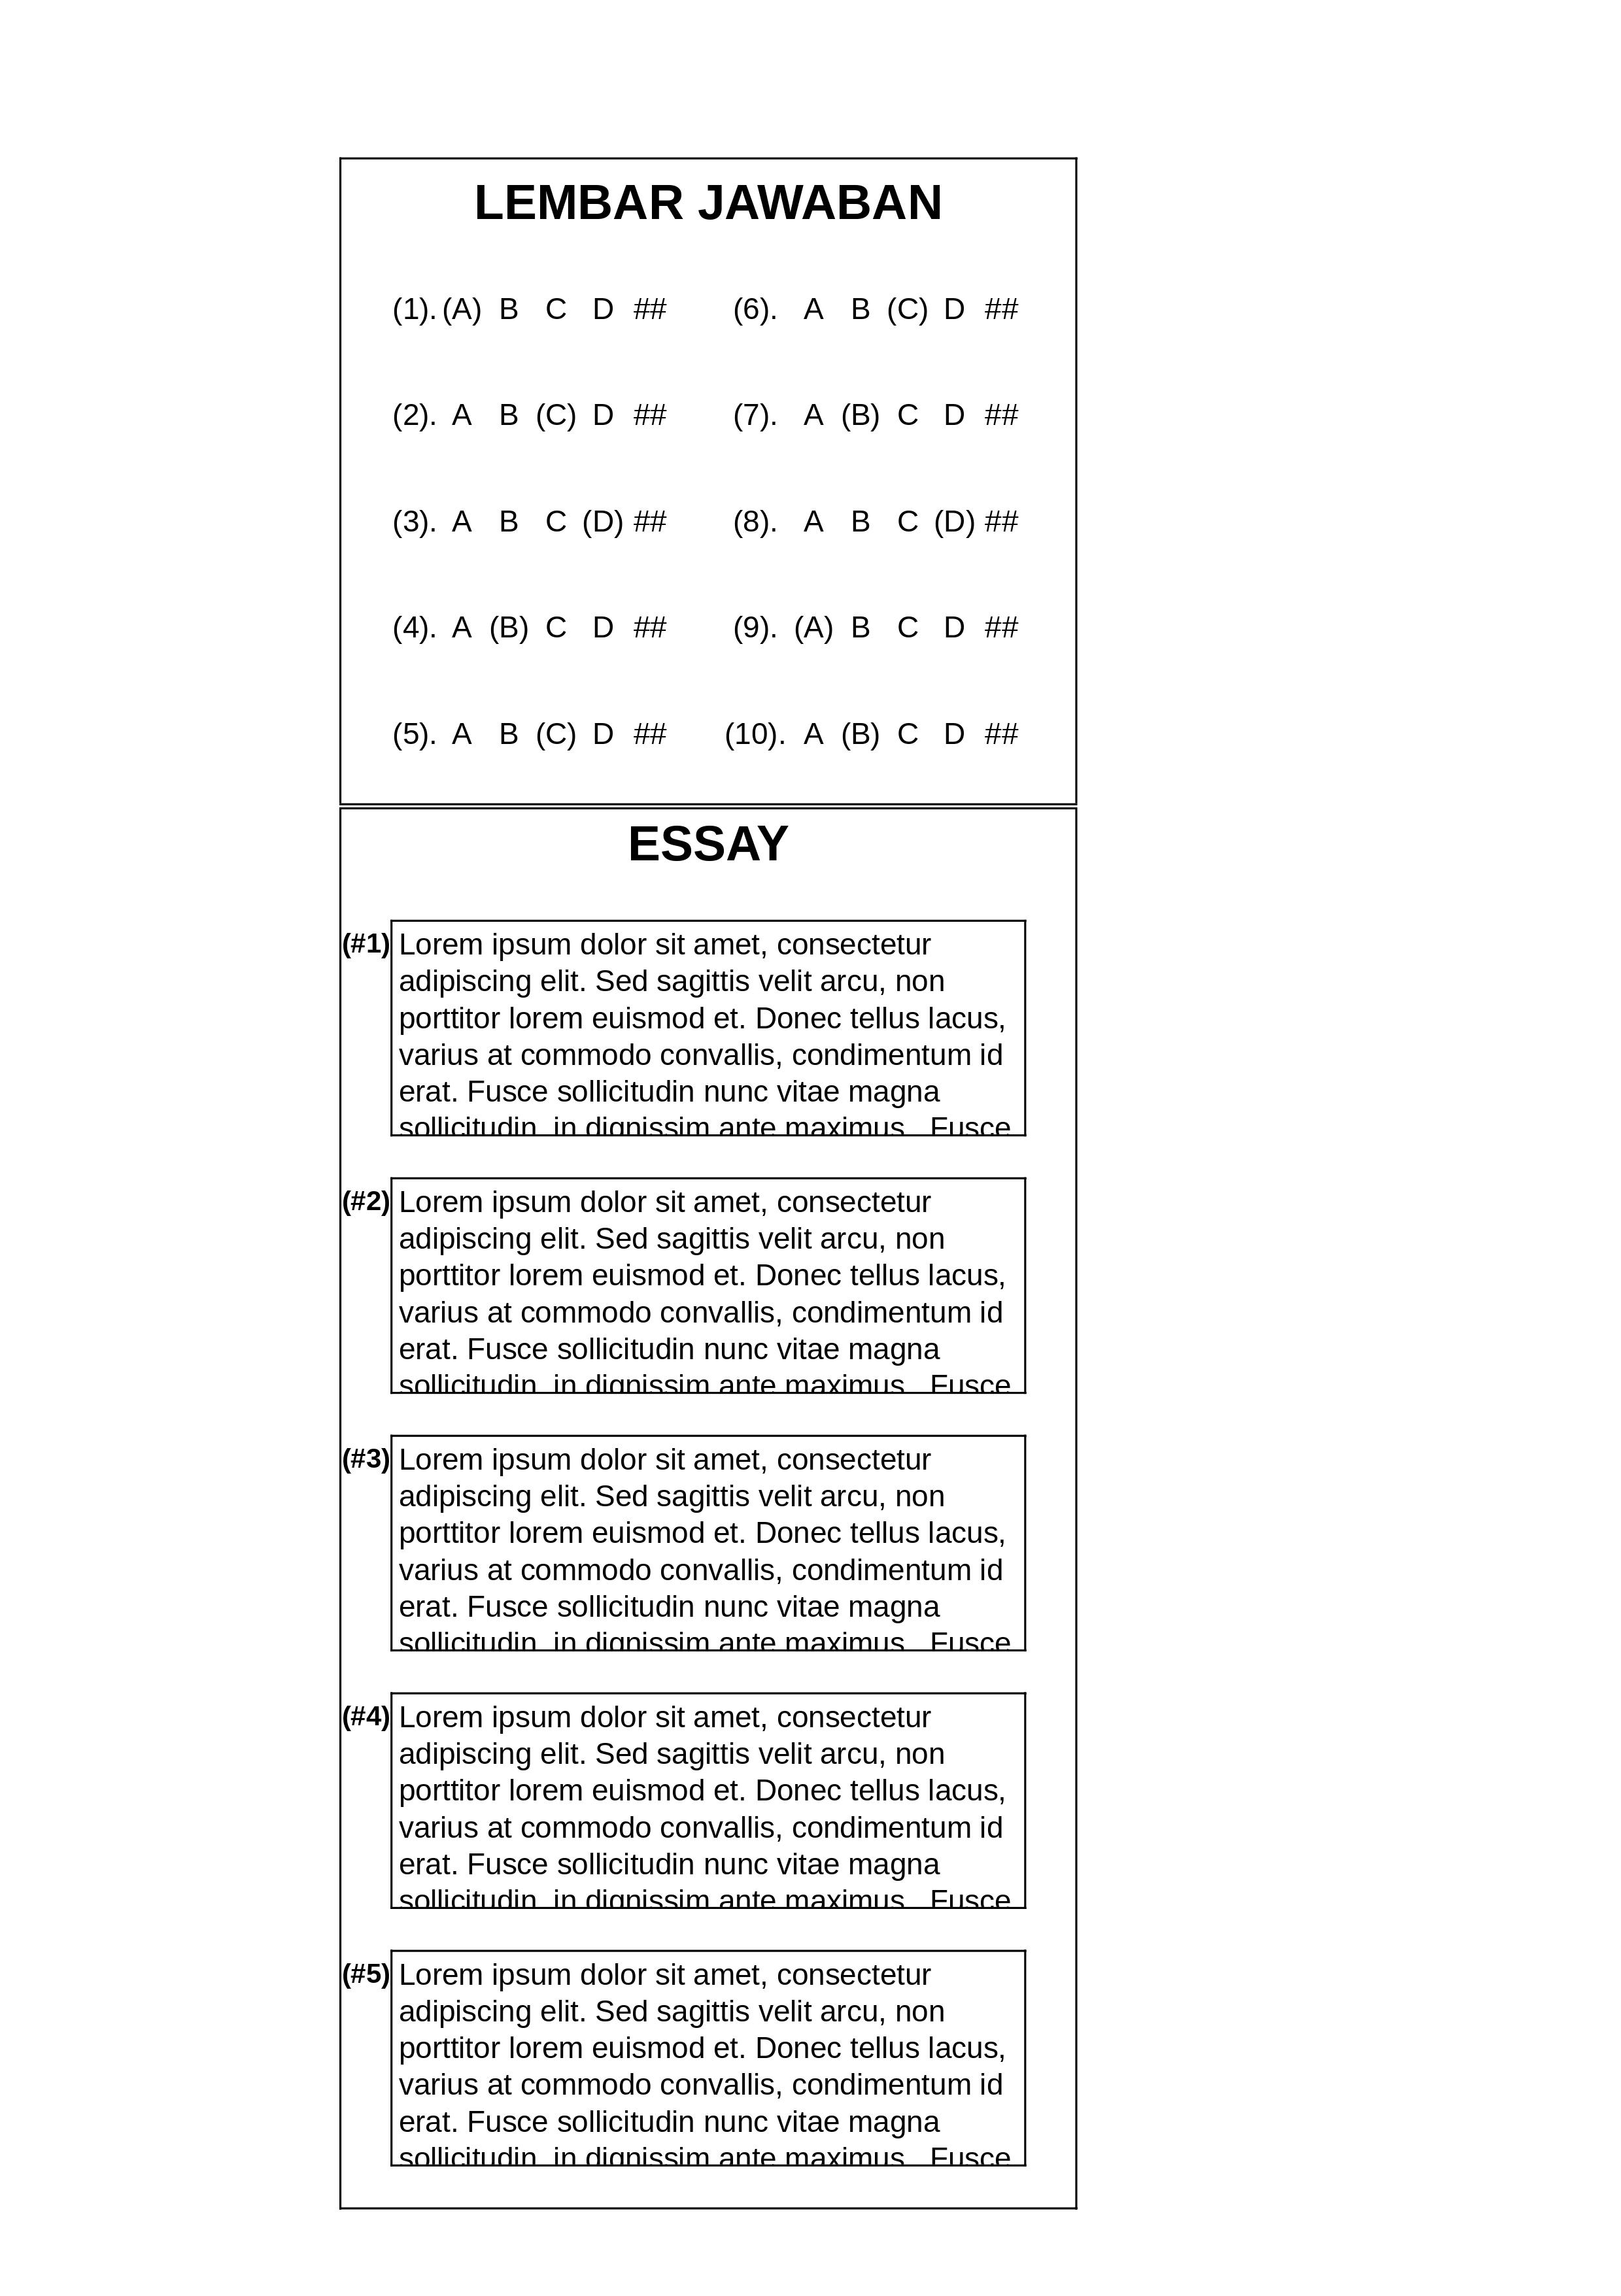 LEMBAR JAWABAN
(1). (A) B C D ## (6). A B (C) D ##
(2). A B (C) D ## (7). A (B) C D ##
(3). A B C (D) ## (8). A B C (D) ##
(4). A (B) C D ## (9). (A) B C D ##
(5). A B (C) D ## (10). A (B) C D ##
ESSAY
(#1) Lorem ipsum dolor sit amet, consectetur
adipiscing elit. Sed sagittis velit arcu, non
porttitor lorem euismod et. Donec tellus lacus,
varius at commodo convallis, condimentum id
erat. Fusce sollicitudin nunc vitae magna
sollicitudin, in dignissim ante maximus. Fusce
(#2) Lorem ipsum dolor sit amet, consectetur
adipiscing elit. Sed sagittis velit arcu, non
porttitor lorem euismod et. Donec tellus lacus,
varius at commodo convallis, condimentum id
erat. Fusce sollicitudin nunc vitae magna
sollicitudin, in dignissim ante maximus. Fusce
(#3) Lorem ipsum dolor sit amet, consectetur
adipiscing elit. Sed sagittis velit arcu, non
porttitor lorem euismod et. Donec tellus lacus,
varius at commodo convallis, condimentum id
erat. Fusce sollicitudin nunc vitae magna
sollicitudin, in dignissim ante maximus. Fusce
(#4) Lorem ipsum dolor sit amet, consectetur
adipiscing elit. Sed sagittis velit arcu, non
porttitor lorem euismod et. Donec tellus lacus,
varius at commodo convallis, condimentum id
erat. Fusce sollicitudin nunc vitae magna
sollicitudin, in dignissim ante maximus. Fusce
(#5) Lorem ipsum dolor sit amet, consectetur
adipiscing elit. Sed sagittis velit arcu, non
porttitor lorem euismod et. Donec tellus lacus,
varius at commodo convallis, condimentum id
erat. Fusce sollicitudin nunc vitae magna
sollicitudin, in dignissim ante maximus. Fusce